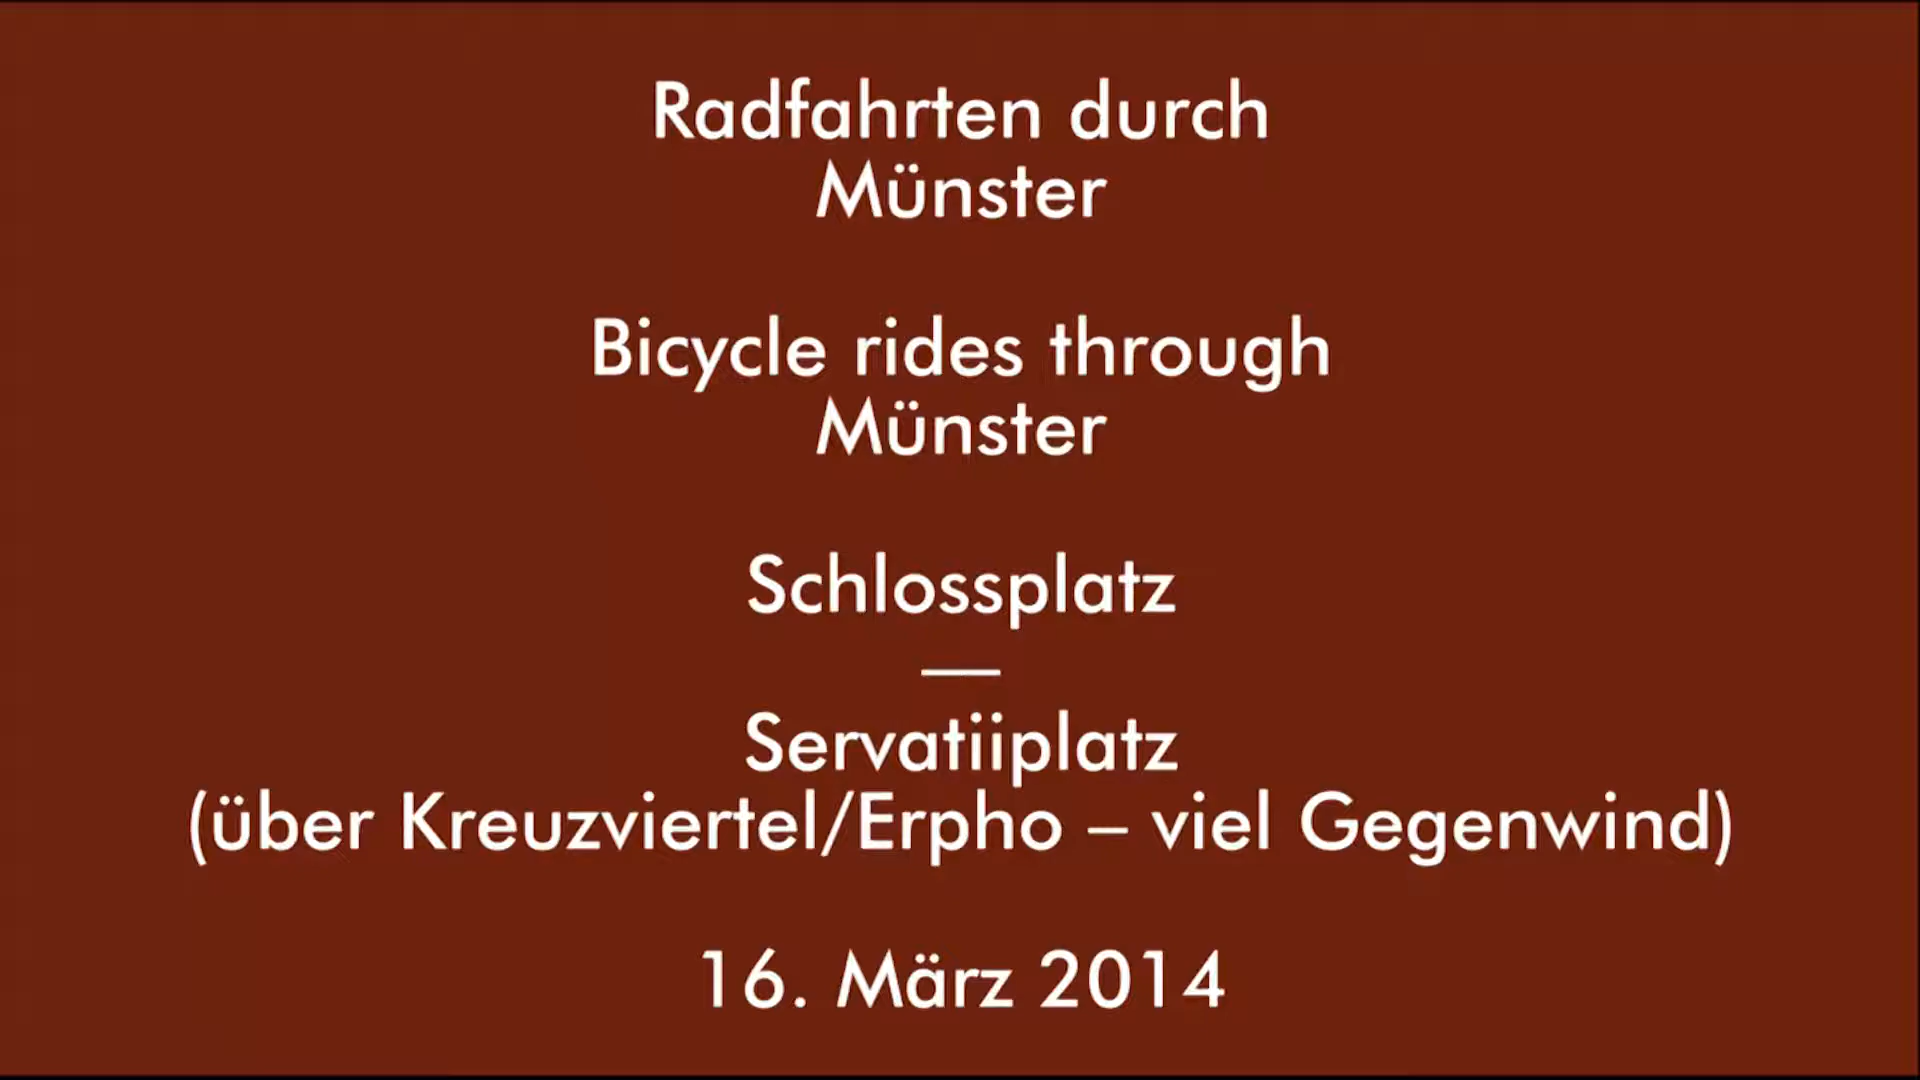 Radfahrten durch
Münster
Bicycle rides through
Münster
Schlossplatz
—
Servatiiplatz
(über Kreuzviertel/Erpho – viel Gegenwind)
16. März 2014